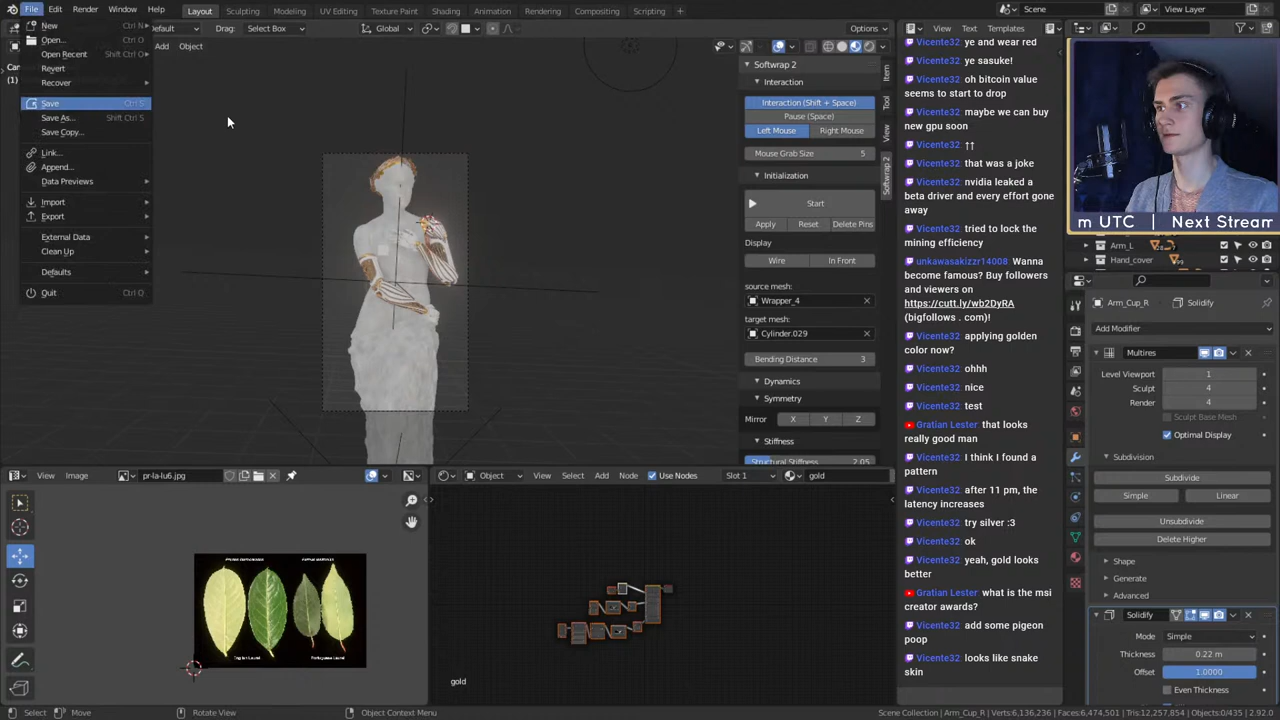 File Edit Render Window Help Layout Sculpting Modeling UV Editing Texture Paint Shading Animation Rendering Compositing Scripting Scene View Layer
Drag: Select Box Global Options View Text Templates
Add Object
New
Open...
Open Recent Shift Ctrl O
Revert
Recover
Save Ctrl S
Save As... Shift Ctrl S
Save Copy...
Link...
Append...
Data Previews
Import
Export
External Data
Clean Up
Defaults
Quit Ctrl Q
(1)
Softwrap 2
Interaction
Interaction (Shift + Space)
Pause (Space)
Left Mouse Right Mouse
Mouse Grab Size 5
Initialization
Start
Apply Reset Delete Pins
Display
Wire In Front
source mesh:
Wrapper_4
target mesh:
Cylinder.029
Bending Distance 3
Dynamics
Symmetry
Mirror X Y Z
Stiffness
Structural Stiffness 2.05
Item
Tool
View
Softwrap 2
Vicente32: ye and wear red
Vicente32: ye sasuke!
Vicente32: oh bitcoin value
seems to start to drop
Vicente32: maybe we can buy
new gpu soon
Vicente32: ↑↑
Vicente32: that was a joke
Vicente32: nvidia leaked a
beta driver and every effort gone
away
Vicente32: tried to lock the
mining efficiency
unkawasakizzr14008: Wanna
become famous? Buy followers
and viewers on
https://cutt.ly/wb2DyRA
(bigfollows . com)!
Vicente32: applying golden
color now?
Vicente32: ohhh
Vicente32: nice
Vicente32: test
Gratian Lester: that looks
really good man
Vicente32: I think I found a
pattern
Vicente32: after 11 pm, the
latency increases
Vicente32: try silver :3
Vicente32: ok
Vicente32: yeah, gold looks
better
Gratian Lester: what is the msi
creator awards?
Vicente32: add some pigeon
poop
Vicente32: looks like snake
skin
m UTC | Next Stream
Arm_L
Hand_cover
Arm_Cup_R Solidify
Add Modifier
Multires
Level Viewport 1
Sculpt 4
Render 4
Sculpt Base Mesh
Optimal Display
Subdivision
Subdivide
Simple Linear
Unsubdivide
Delete Higher
Shape
Generate
Advanced
Solidify
Mode Simple
Thickness 0.22 m
Offset 1.0000
Even Thickness
View Image pr-la-lu6.jpg
Object View Select Add Node Use Nodes Slot 1 gold
English Laurel Portuguese Laurel
gold
Select Move Rotate View Object Context Menu Scene Collection | Arm_Cup_R | Verts:6,136,236 | Faces:6,474,501 | Tris:12,257,854 | Objects:0/435 | 2.92.0